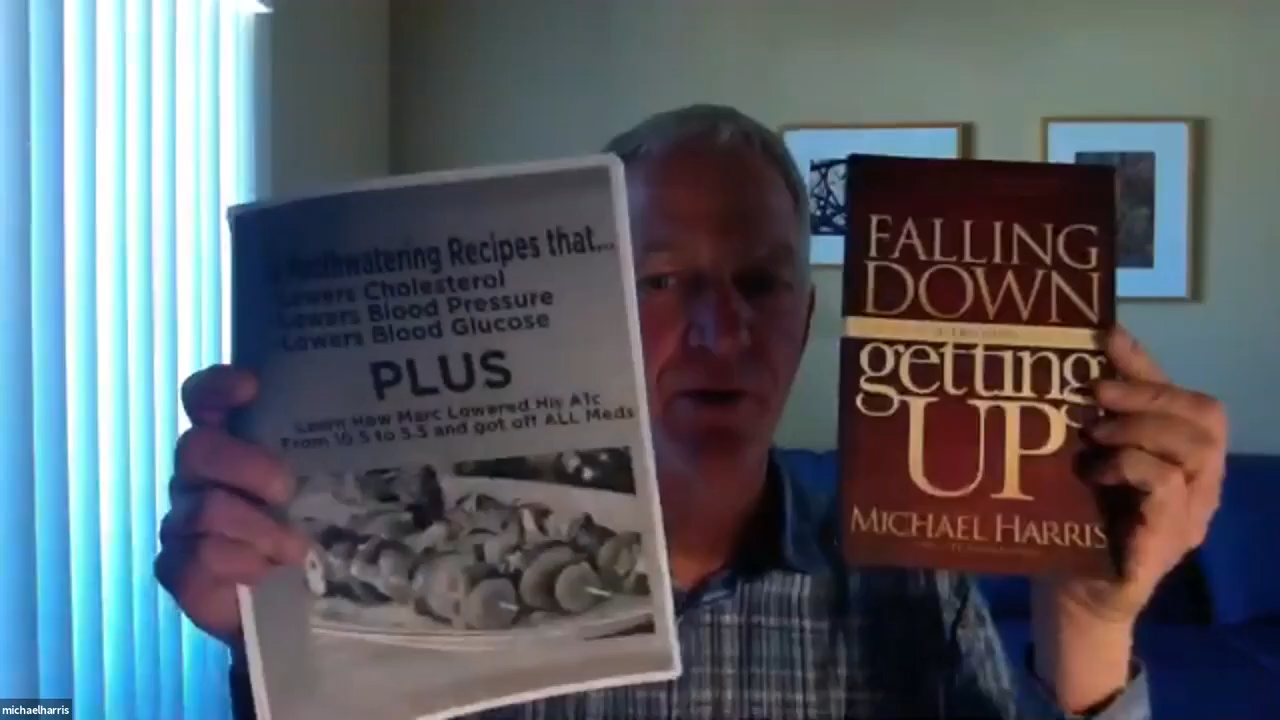 Mouthwatering Recipes that...
Lowers Cholesterol
Lowers Blood Pressure
Lowers Blood Glucose
PLUS
Learn How Marc Lowered His A1c
From 10.5 to 5.5 and got off ALL Meds
FALLING
DOWN
getting
UP
MICHAEL HARRIS
michaelharris